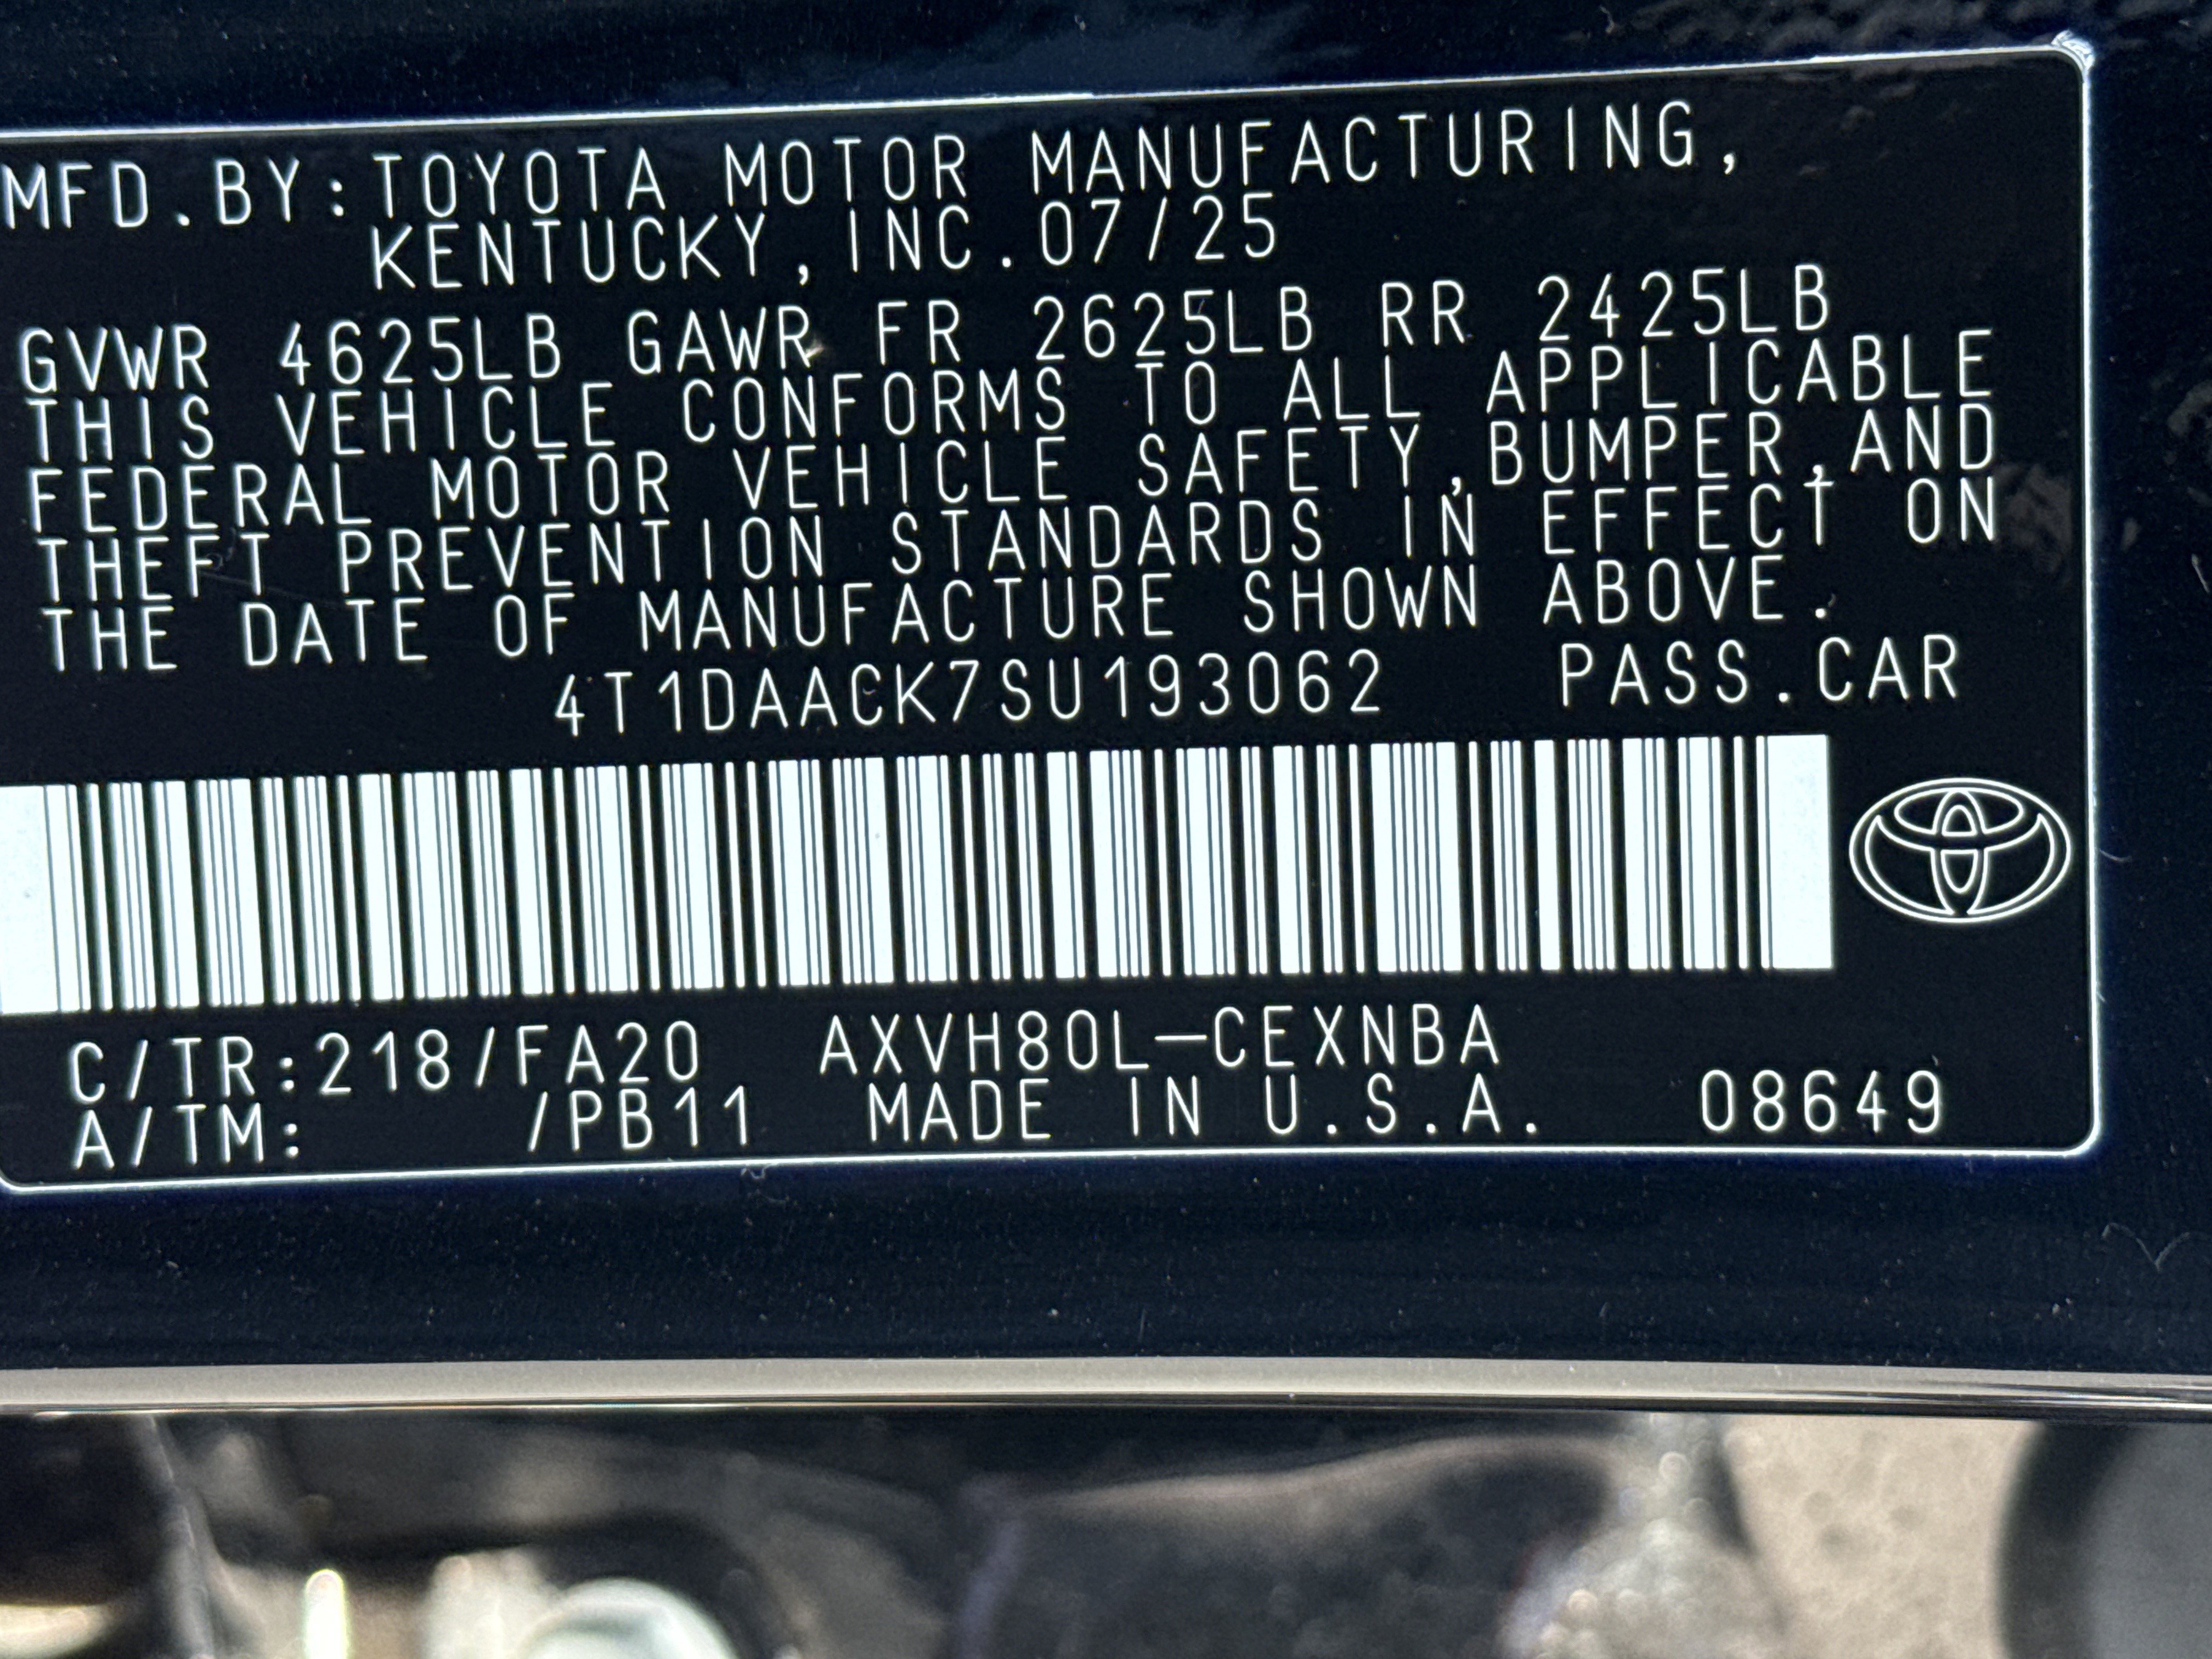 MFD.BY:TOYOTA MOTOR MANUFACTURING,
KENTUCKY, INC.07/25
GVWR 4625LB GAWR FR 2625LB RR 2425LB
THIS VEHICLE CONFORMS TO ALL APPLICABLE
FEDERAL MOTOR VEHICLE SAFETY,BUMPER,AND
THEFT PREVENTION STANDARDS IN EFFECT ON
THE DATE OF MANUFACTURE SHOWN ABOVE.
4T1DAACK7SU193062 PASS.CAR
C/TR:218/FA20 AXVH80L-CEXNBA
A/TM: /PB11 MADE IN U.S.A. 08649